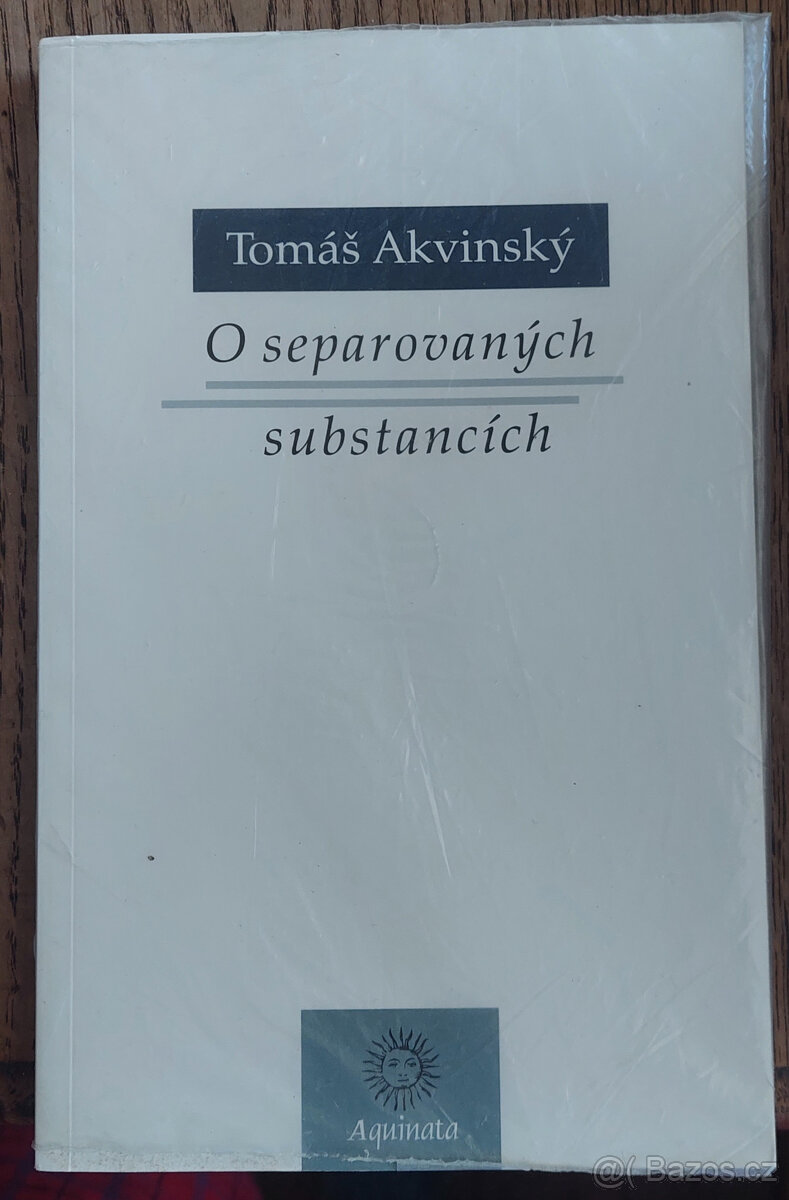 Tomáš Akvinský
O separovaných
substancích
Aquinata
@( Bazos.cz